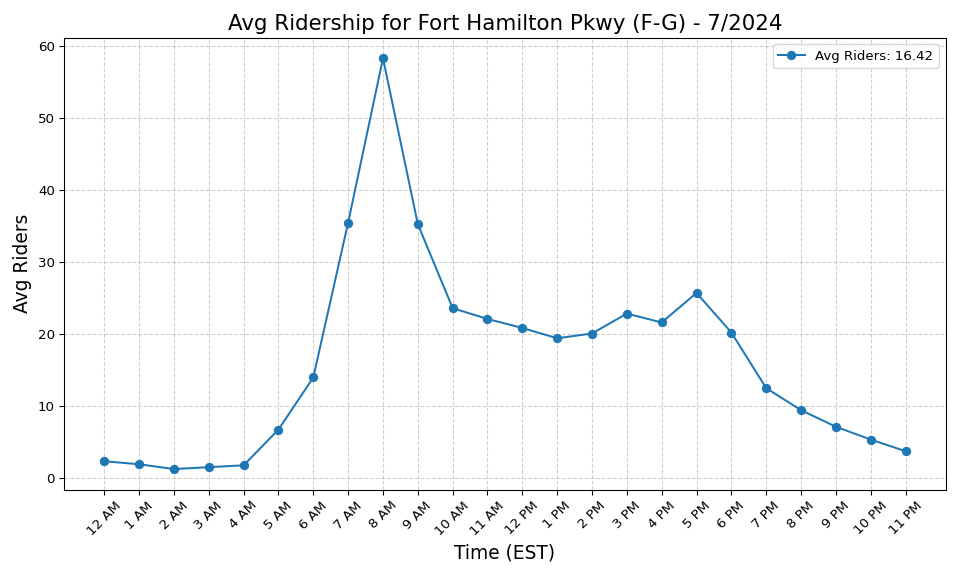 Avg Ridership for Fort Hamilton Pkwy (F-G) - 7/2024
Avg Riders: 16.42
60
50
40
30
20
10
0
Avg Riders
12 AM
1 AM
2 AM
3 AM
4 AM
5 AM
6 AM
7 AM
8 AM
9 AM
10 AM
11 AM
12 PM
1 PM
2 PM
3 PM
4 PM
5 PM
6 PM
7 PM
8 PM
9 PM
10 PM
11 PM
Time (EST)